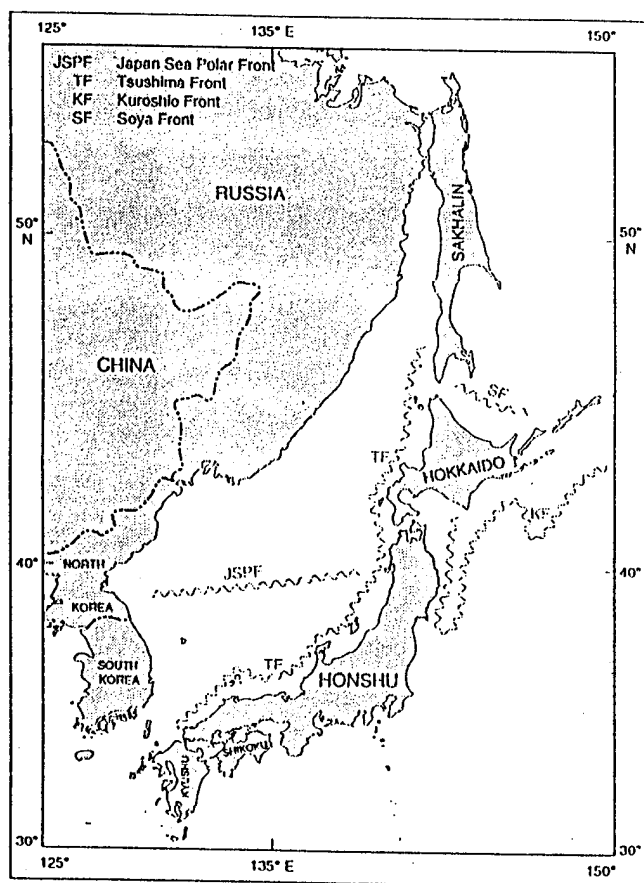 125° 135° 150°
JSPF Japan Sea Polar Front
TF Tsushima Front
KF Kuroshio Front
SF Soya Front
RUSSIA
SAKHALIN
50°
N
50°
N
CHINA
SF
TF
HOKKAIDO
KF
40°
40°
NORTH
KOREA
JSPF
SOUTH
KOREA
TF
HONSHU
SHIKOKU
KYUSHU
30°
30°
125° 135° E 150°